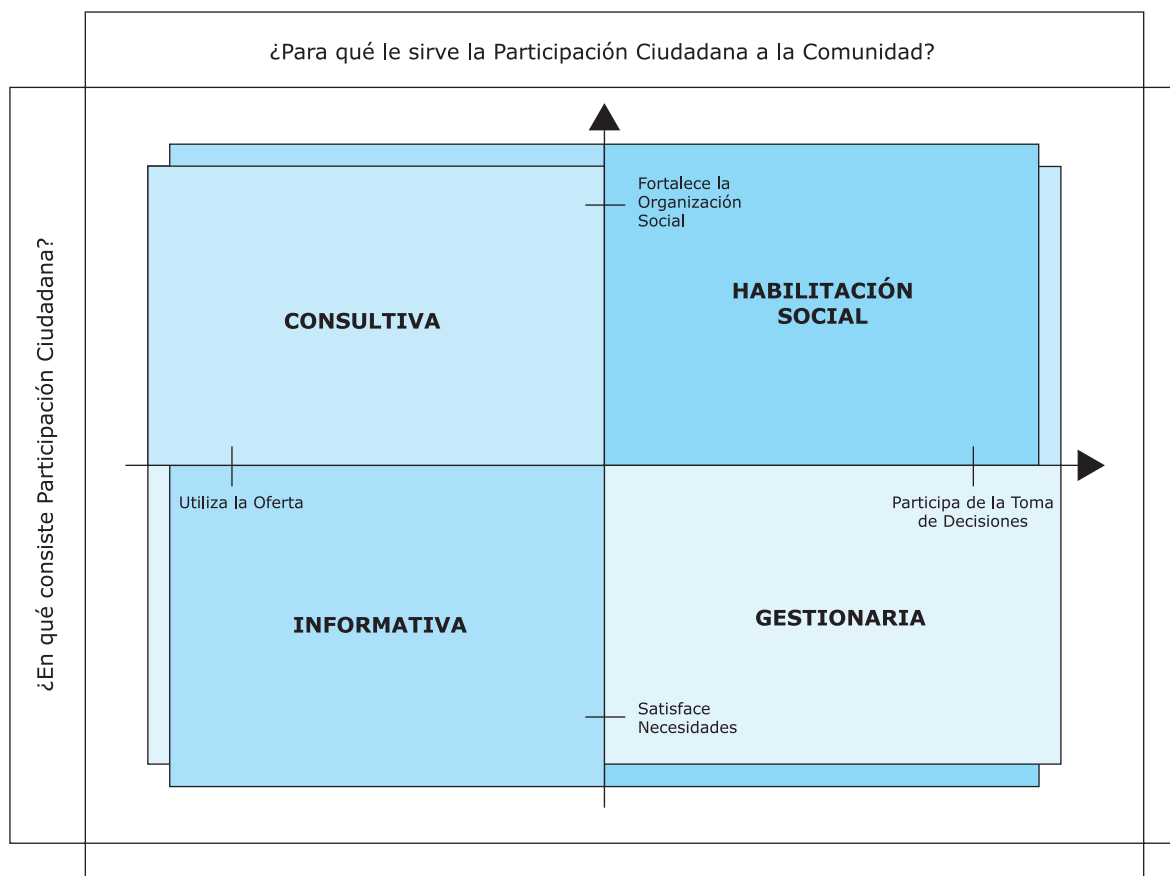 ¿Para qué le sirve la Participación Ciudadana a la Comunidad?
¿En qué consiste Participación Ciudadana?
Fortalece la
Organización
Social
CONSULTIVA
HABILITACIÓN
SOCIAL
Utiliza la Oferta
Participa de la Toma
de Decisiones
INFORMATIVA
GESTIONARIA
Satisface
Necesidades